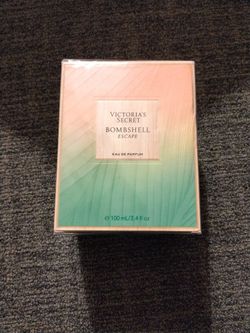 VICTORIA'S
SECRET
BOMBSHELL
ESCAPE
EAU DE PARFUM
℮ 100 mL/3.4 fl oz